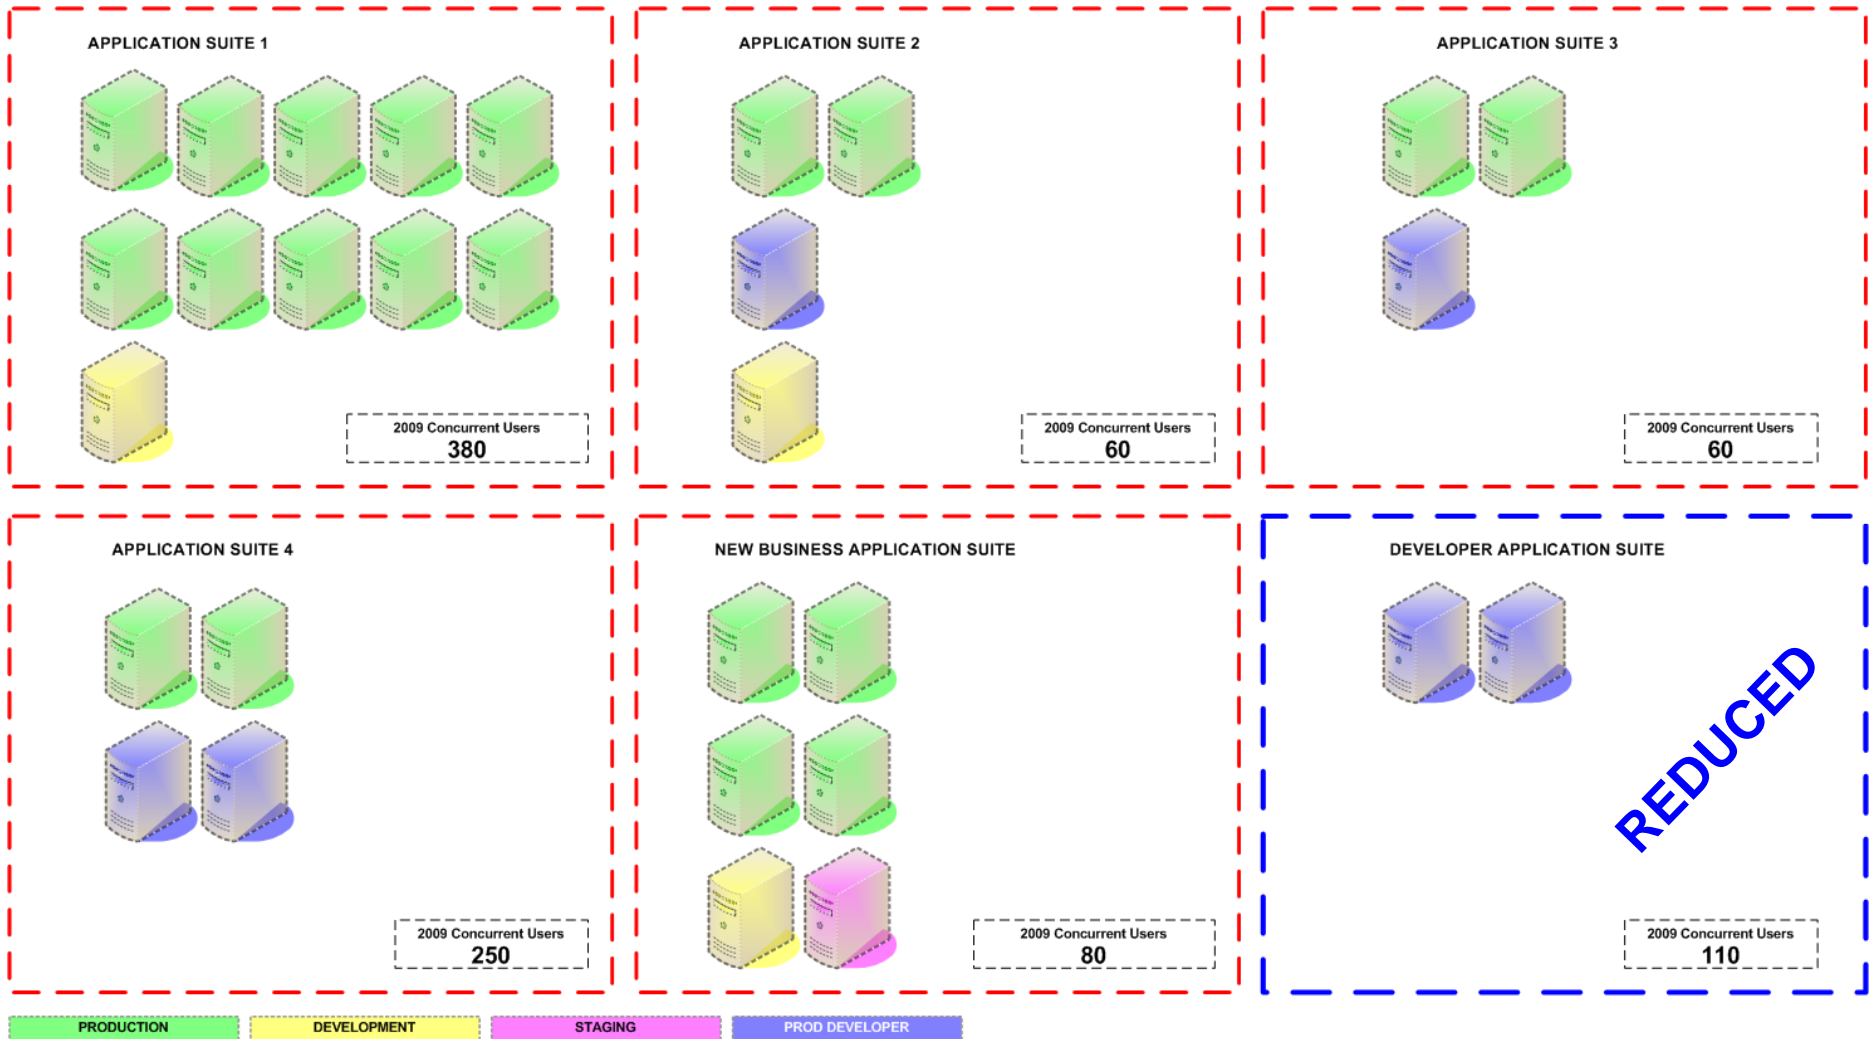 APPLICATION SUITE 1
2009 Concurrent Users
380
APPLICATION SUITE 2
2009 Concurrent Users
60
APPLICATION SUITE 3
2009 Concurrent Users
60
APPLICATION SUITE 4
2009 Concurrent Users
250
NEW BUSINESS APPLICATION SUITE
2009 Concurrent Users
80
DEVELOPER APPLICATION SUITE
REDUCED
2009 Concurrent Users
110
PRODUCTION
DEVELOPMENT
STAGING
PROD DEVELOPER